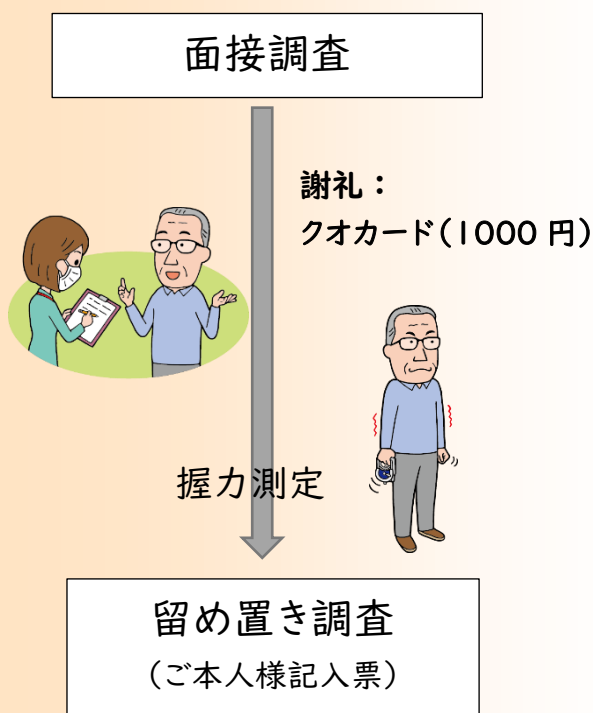 面接調査
謝礼：
クオカード（1000 円）
握力測定
留め置き調査
（ご本人様記入票）